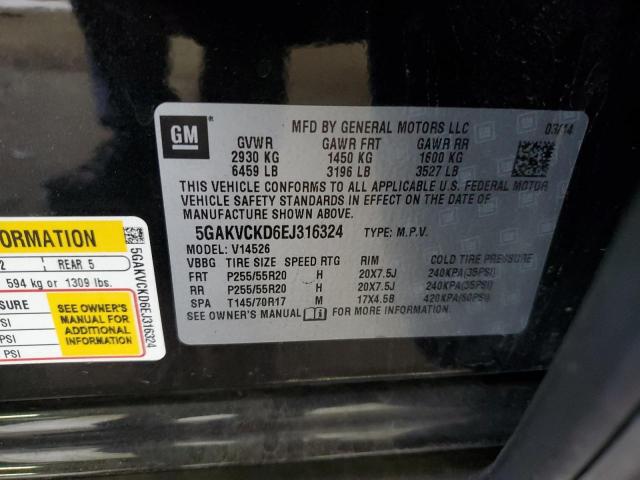 GM
MFD BY GENERAL MOTORS LLC 03/14
GVWR GAWR FRT GAWR RR
2930 KG 1450 KG 1600 KG
6459 LB 3196 LB 3527 LB
THIS VEHICLE CONFORMS TO ALL APPLICABLE U.S. FEDERAL MOTOR
VEHICLE SAFETY STANDARDS IN EFFECT ON THE DATE OF
MANUFACTURE SHOWN ABOVE.
5GAKVCKD6EJ316324 TYPE: M.P.V.
MODEL: V14526
VBBG TIRE SIZE SPEED RTG RIM COLD TIRE PRESSURE
FRT P255/55R20 H 20X7.5J 240KPA(35PSI)
RR P255/55R20 H 20X7.5J 240KPA(35PSI)
SPA T145/70R17 M 17X4.5B 420KPA(60PSI)
SEE OWNER'S MANUAL FOR MORE INFORMATION.
ORMATION
2 REAR 5
594 kg or 1309 lbs.
SURE
PSI
PSI
PSI
SEE OWNER'S
MANUAL FOR
ADDITIONAL
INFORMATION
5GAKVCKD6EJ316324